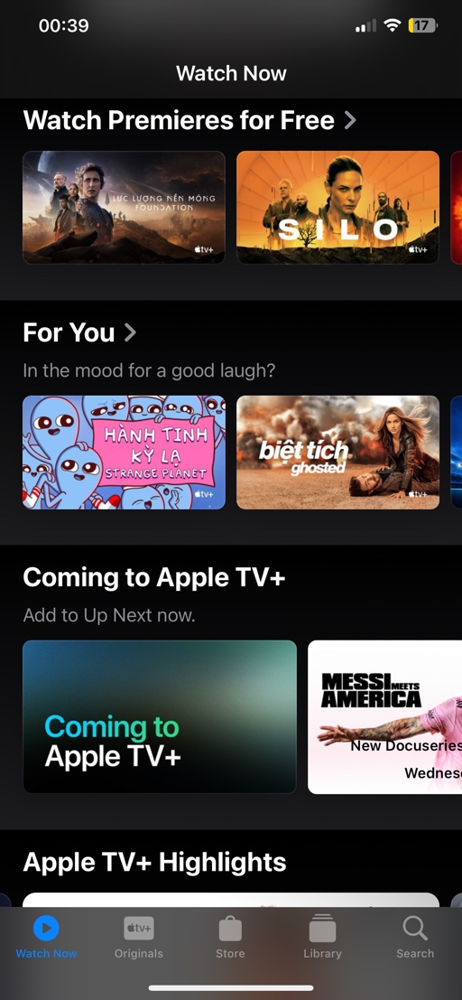 00:39
17
Watch Now
Watch Premieres for Free
LỰC LƯỢNG NỀN MÓNG
FOUNDATION
tv+
SILO
tv+
For You
In the mood for a good laugh?
HÀNH TINH
KỲ LẠ
STRANGE PLANET
tv+
biệt tích
ghosted
tv+
Coming to Apple TV+
Add to Up Next now.
Coming to
Apple TV+
MESSI MEETS
AMERICA
New Docuseries
Wednes
Apple TV+ Highlights
tv+
Watch Now
Originals
Store
Library
Search